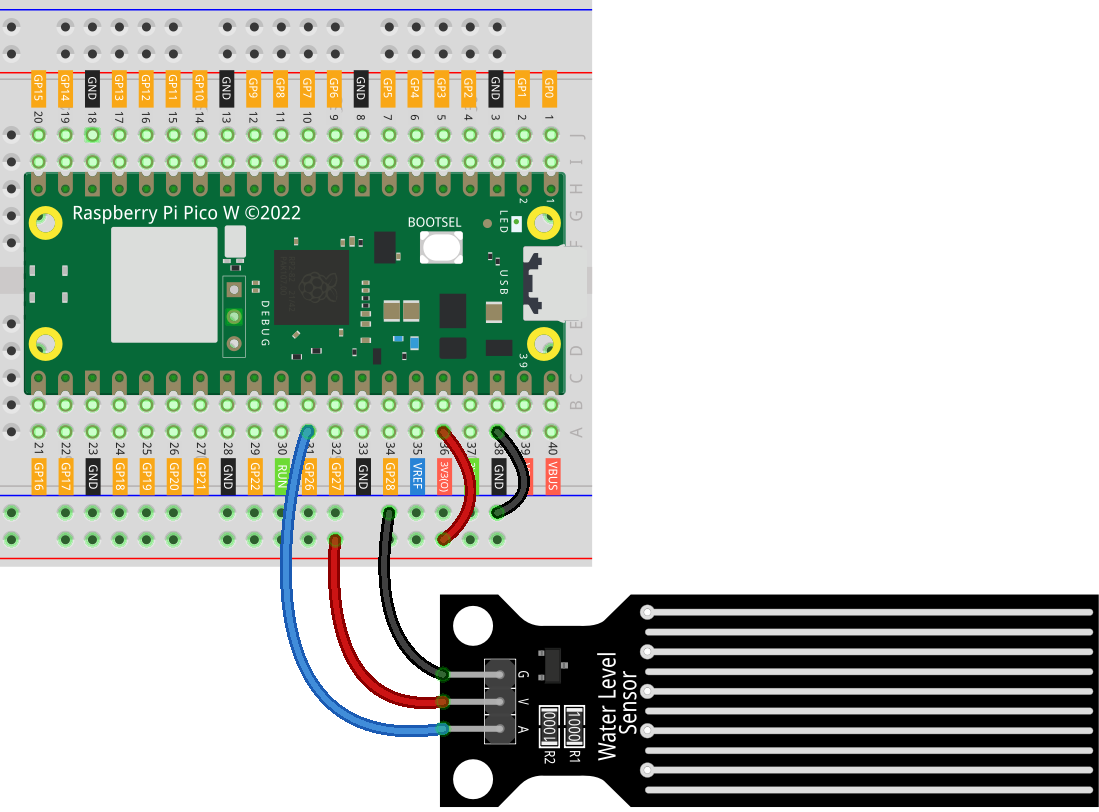 GP15 GP14 GND GP13 GP12 GP11 GP10 GND GP9 GP8 GP7 GP6 GND GP5 GP4 GP3 GP2 GND GP1 GP0
20 19 18 17 16 15 14 13 12 11 10 9 8 7 6 5 4 3 2 1
J
I
H
G
F
2 1
Raspberry Pi Pico W ©2022
BOOTSEL
LED
USB
DEBUG
39
E
D
C
B
A
21 22 23 24 25 26 27 28 29 30 31 32 33 34 35 36 37 38 39 40
GP16 GP17 GND GP18 GP19 GP20 GP21 GND GP22 RUN GP26 GP27 GND GP28 VREF 3V3(O) GND VBUS
G
V
A
1000
1000
R2
R1
Water Level
Sensor